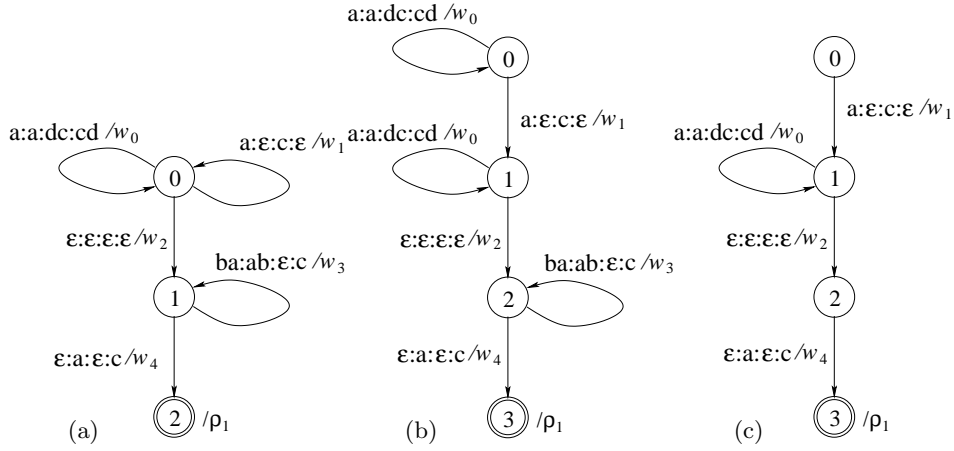 a:a:dc:cd /w₀
a:ε:c:ε /w₁
0
ε:ε:ε:ε /w₂
ba:ab:ε:c /w₃
1
ε:a:ε:c /w₄
2 /ρ₁
(a)
a:a:dc:cd /w₀
0
a:ε:c:ε /w₁
a:a:dc:cd /w₀
1
ε:ε:ε:ε /w₂
ba:ab:ε:c /w₃
2
ε:a:ε:c /w₄
3 /ρ₁
(b)
0
a:ε:c:ε /w₁
a:a:dc:cd /w₀
1
ε:ε:ε:ε /w₂
2
ε:a:ε:c /w₄
3 /ρ₁
(c)